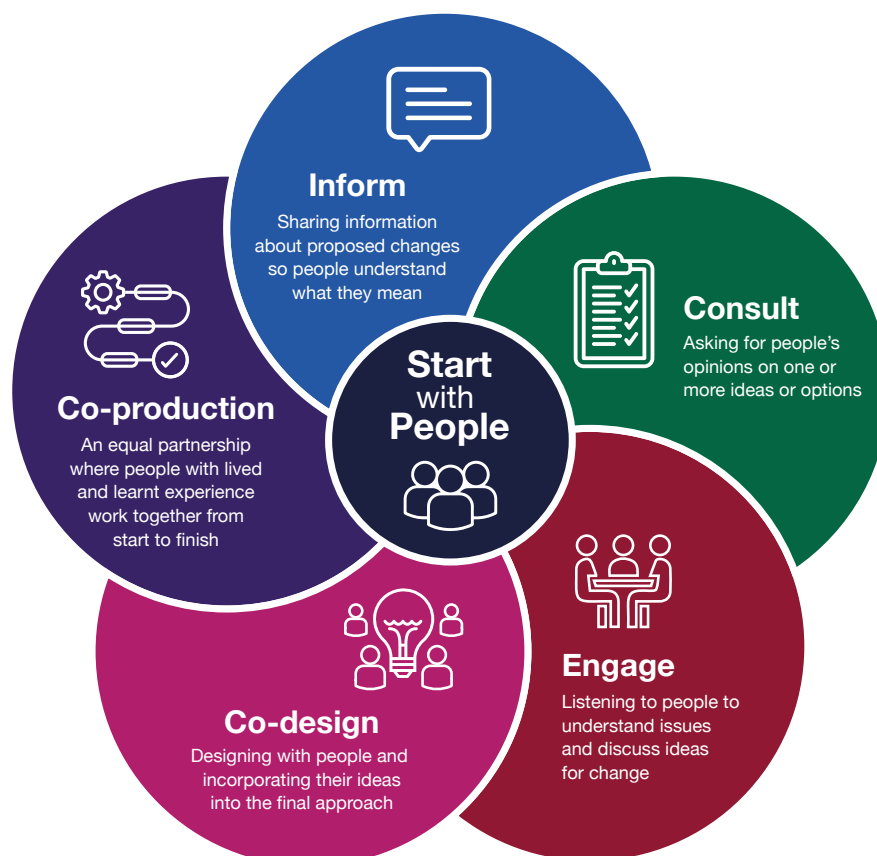 Inform
Sharing information
about proposed changes
so people understand
what they mean
Consult
Asking for people's
opinions on one or
more ideas or options
Engage
Listening to people to
understand issues
and discuss ideas
for change
Co-design
Designing with people and
incorporating their ideas
into the final approach
Co-production
An equal partnership
where people with lived
and learnt experience
work together from
start to finish
Start
with
People